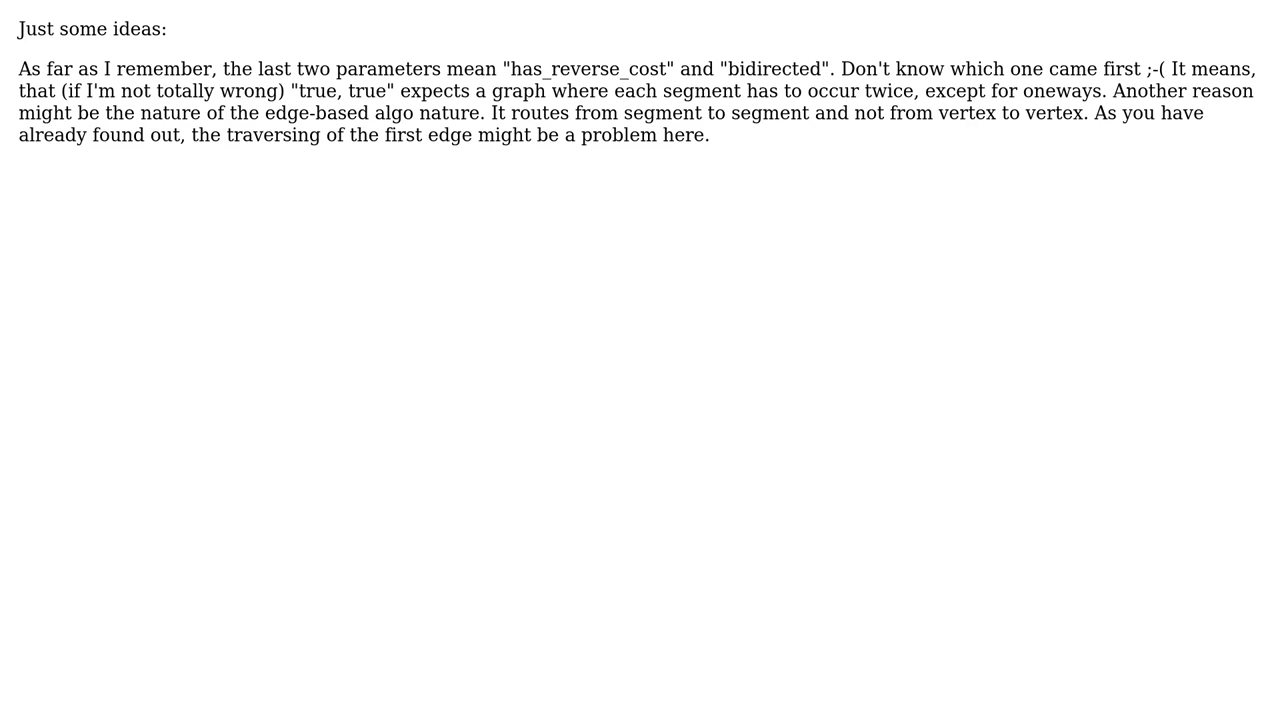 Just some ideas:
As far as I remember, the last two parameters mean "has_reverse_cost" and "bidirected". Don't know which one came first ;-( It means,
that (if I'm not totally wrong) "true, true" expects a graph where each segment has to occur twice, except for oneways. Another reason
might be the nature of the edge-based algo nature. It routes from segment to segment and not from vertex to vertex. As you have
already found out, the traversing of the first edge might be a problem here.